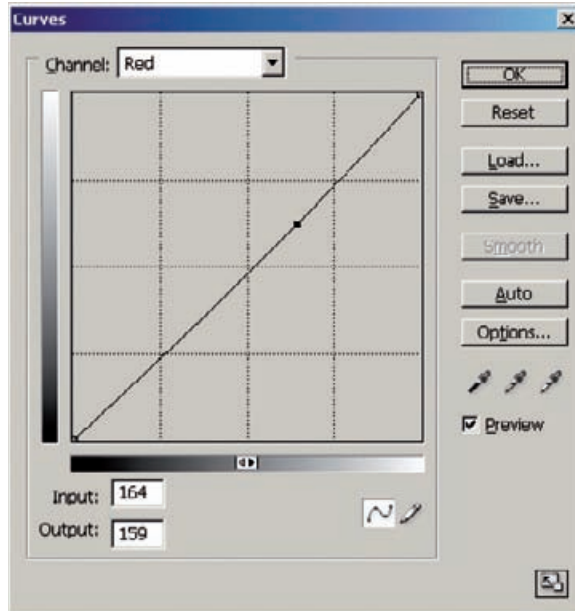 Curves
Channel: Red
OK
Reset
Load...
Save...
Smooth
Auto
Options...
Preview
Input: 164
Output: 159